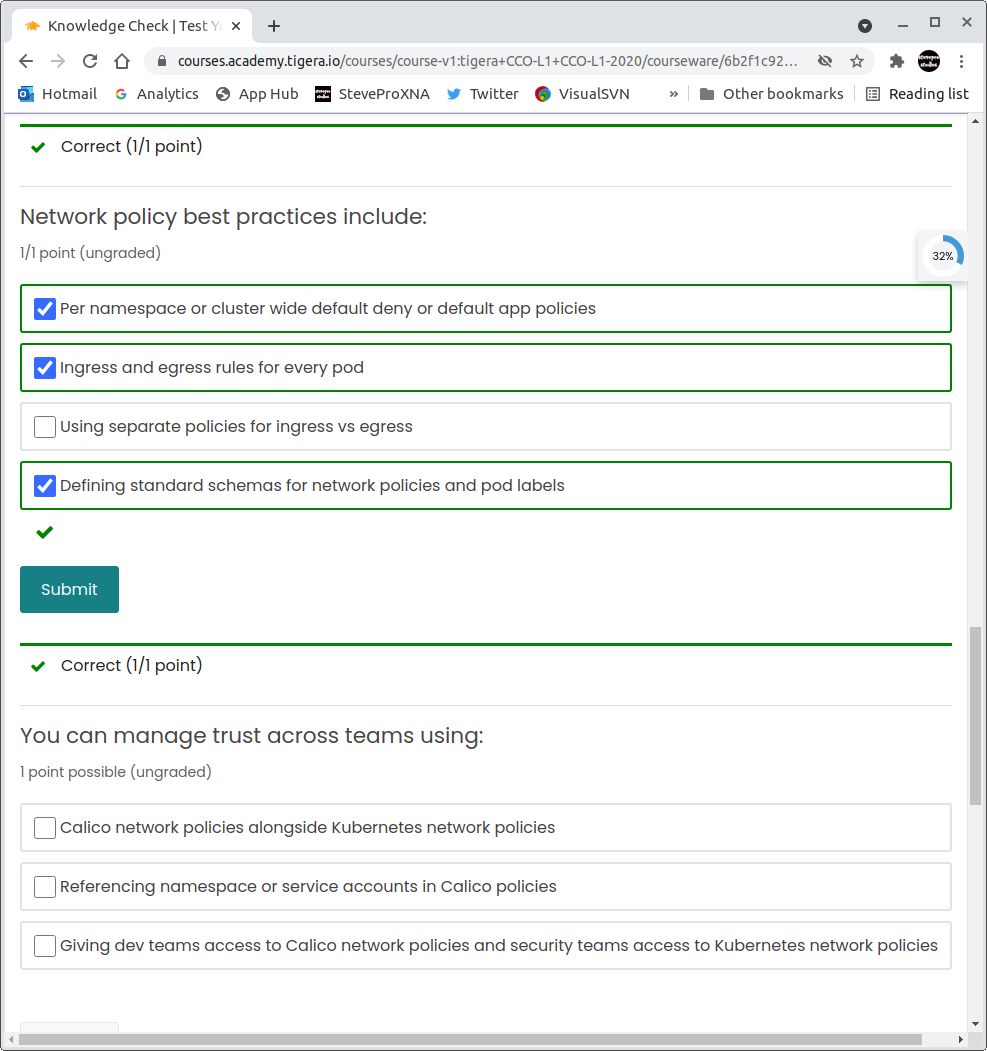 Knowledge Check | Test Yo
courses.academy.tigera.io/courses/course-v1:tigera+CCO-L1+CCO-L1-2020/courseware/6b2f1c92...
Hotmail
Analytics
App Hub
SteveProXNA
Twitter
VisualSVN
»
Other bookmarks
Reading list
Correct (1/1 point)
Network policy best practices include:
1/1 point (ungraded)
32%
Per namespace or cluster wide default deny or default app policies
Ingress and egress rules for every pod
Using separate policies for ingress vs egress
Defining standard schemas for network policies and pod labels
Submit
Correct (1/1 point)
You can manage trust across teams using:
1 point possible (ungraded)
Calico network policies alongside Kubernetes network policies
Referencing namespace or service accounts in Calico policies
Giving dev teams access to Calico network policies and security teams access to Kubernetes network policies